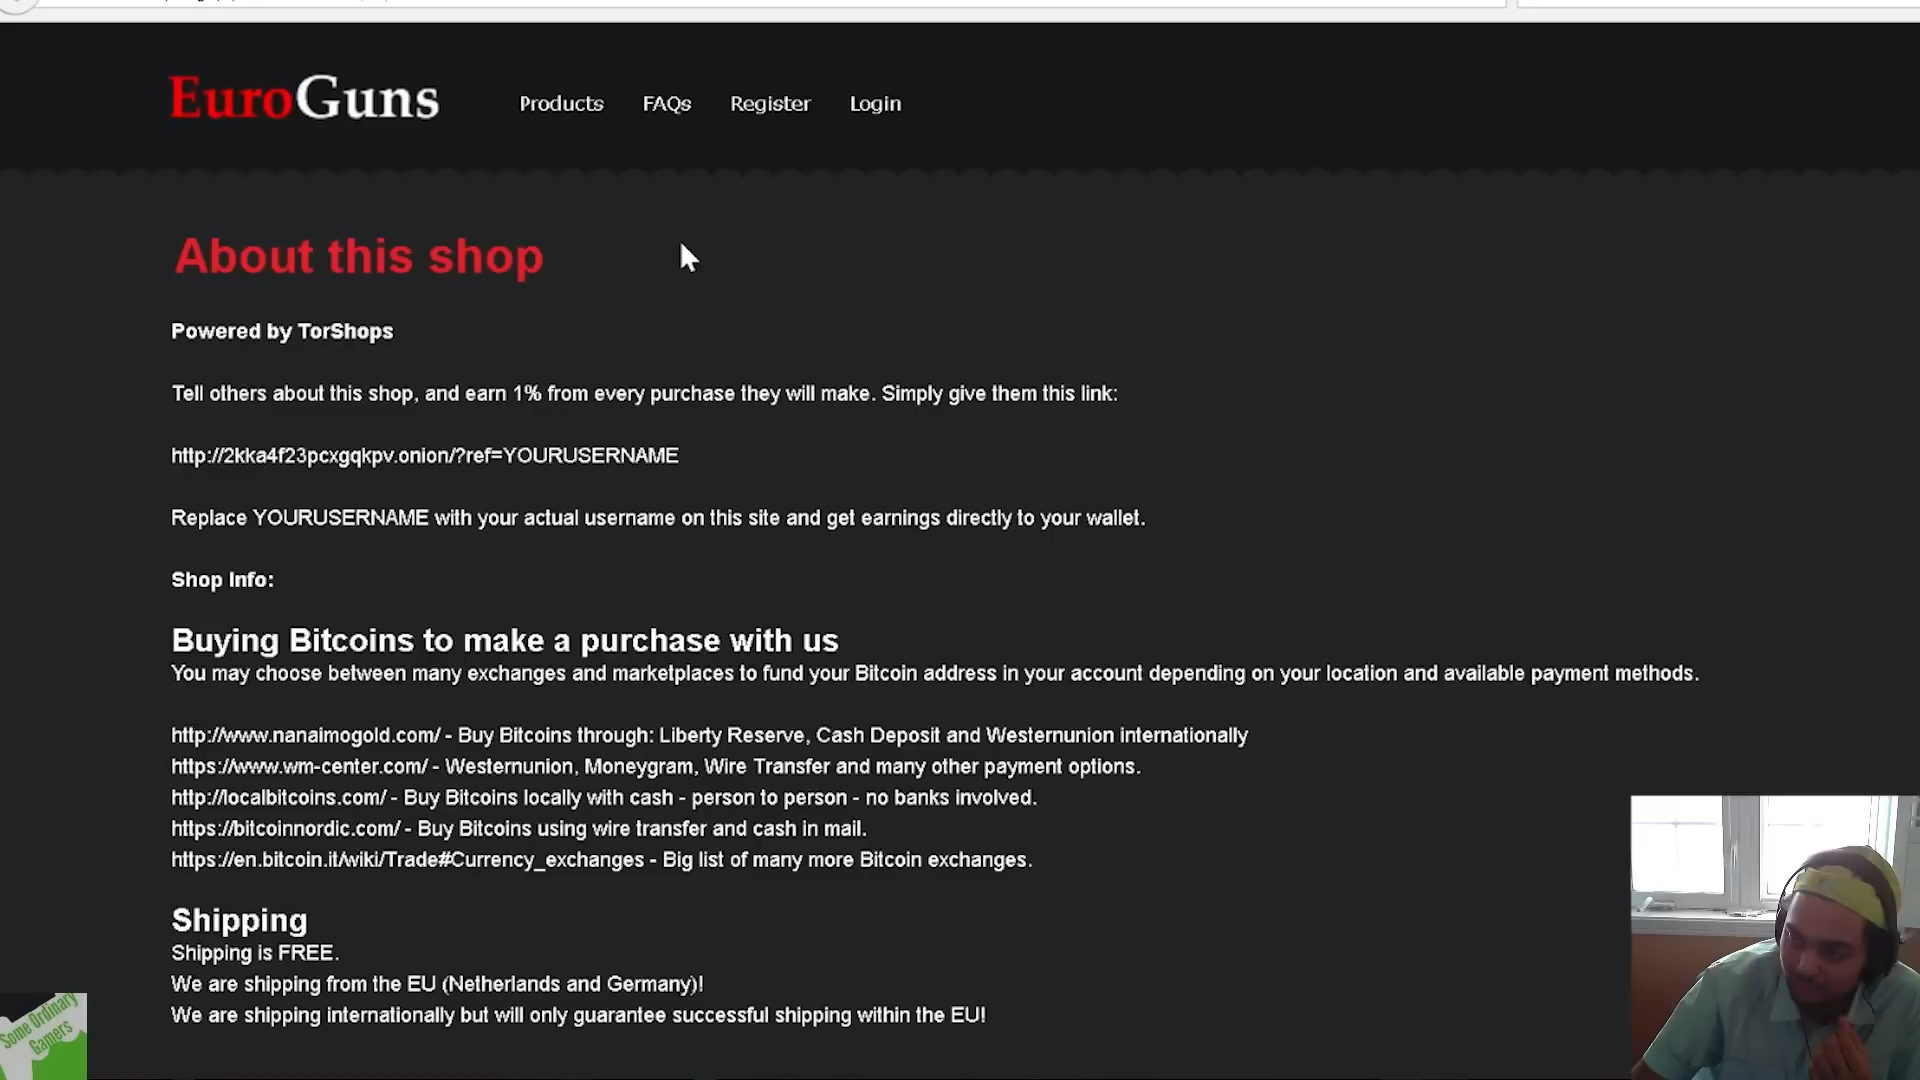 EuroGuns
Products FAQs Register Login
About this shop
Powered by TorShops
Tell others about this shop, and earn 1% from every purchase they will make. Simply give them this link:
http://2kka4f23pcxgqkpv.onion/?ref=YOURUSERNAME
Replace YOURUSERNAME with your actual username on this site and get earnings directly to your wallet.
Shop Info:
Buying Bitcoins to make a purchase with us
You may choose between many exchanges and marketplaces to fund your Bitcoin address in your account depending on your location and available payment methods.
http://www.nanaimogold.com/ - Buy Bitcoins through: Liberty Reserve, Cash Deposit and Westernunion internationally
https://www.wm-center.com/ - Westernunion, Moneygram, Wire Transfer and many other payment options.
http://localbitcoins.com/ - Buy Bitcoins locally with cash - person to person - no banks involved.
https://bitcoinnordic.com/ - Buy Bitcoins using wire transfer and cash in mail.
https://en.bitcoin.it/wiki/Trade#Currency_exchanges - Big list of many more Bitcoin exchanges.
Shipping
Shipping is FREE.
We are shipping from the EU (Netherlands and Germany)!
We are shipping internationally but will only guarantee successful shipping within the EU!
Some Ordinary
Gamers